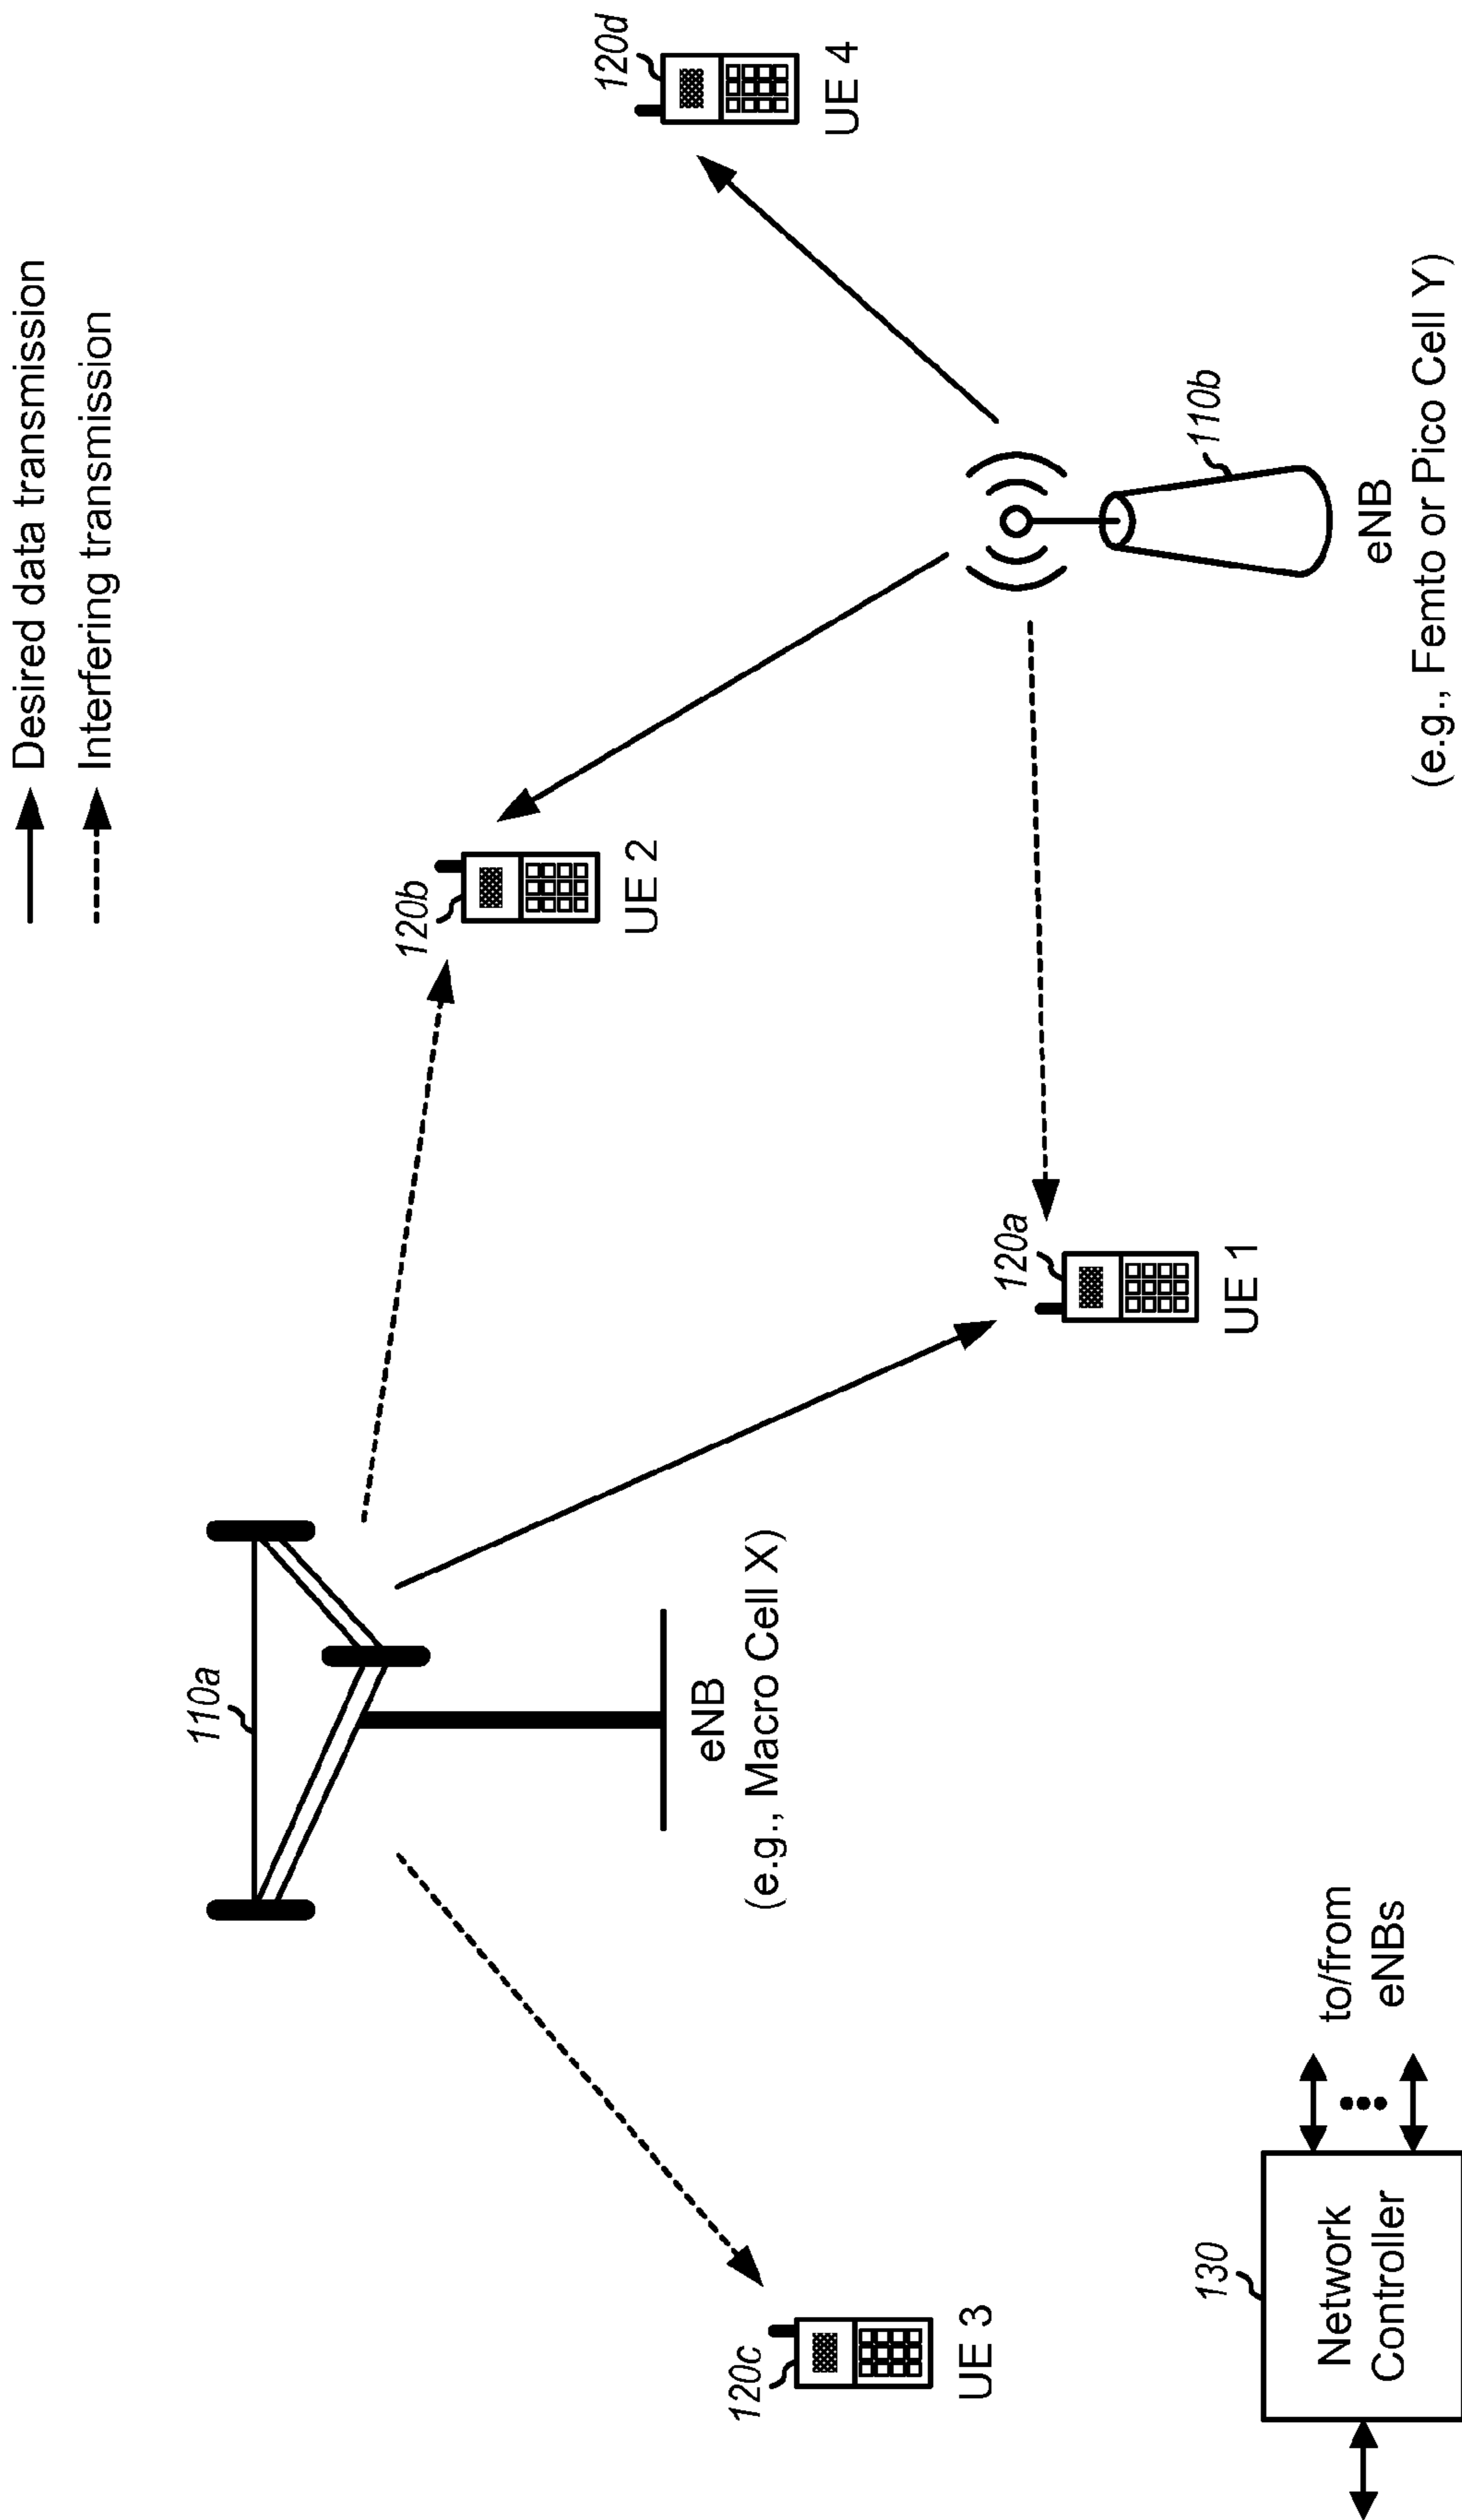 Desired data transmission
Interfering transmission
110a
eNB
(e.g., Macro Cell X)
120b
UE 2
120d
UE 4
120c
UE 3
120a
UE 1
110b
eNB
(e.g., Femto or Pico Cell Y)
130
Network
Controller
to/from
eNBs